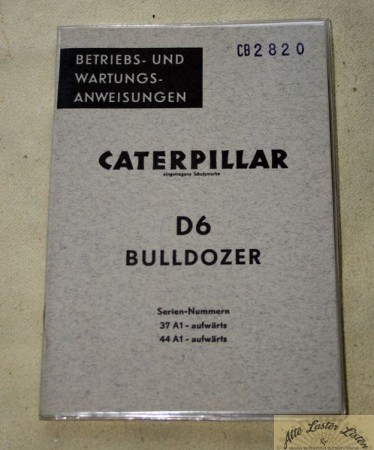 BETRIEBS- UND
WARTUNGS-
ANWEISUNGEN
CB2820
CATERPILLAR
eingetragene Schutzmarke
D6
BULLDOZER
Serien-Nummern
37 A1 - aufwärts
44 A1 - aufwärts
Alte Laster Listen